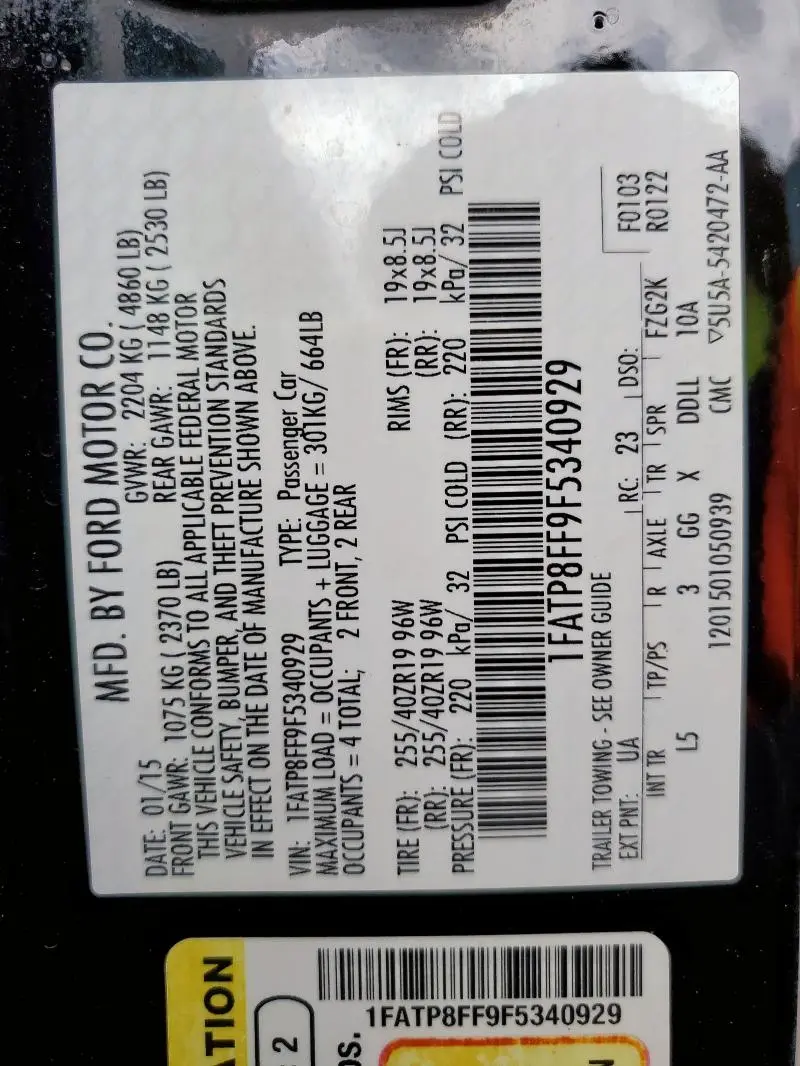 MFD. BY FORD MOTOR CO.
DATE: 01/15 GVWR: 2204 KG ( 4860 LB)
FRONT GAWR: 1075 KG ( 2370 LB) REAR GAWR: 1148 KG ( 2530 LB)
THIS VEHICLE CONFORMS TO ALL APPLICABLE FEDERAL MOTOR
VEHICLE SAFETY, BUMPER, AND THEFT PREVENTION STANDARDS
IN EFFECT ON THE DATE OF MANUFACTURE SHOWN ABOVE.
VIN: 1FATP8FF9F5340929 TYPE: Passenger Car
MAXIMUM LOAD = OCCUPANTS + LUGGAGE = 301KG/ 664LB
OCCUPANTS = 4 TOTAL; 2 FRONT, 2 REAR
TIRE (FR): 255/40ZR19 96W RIMS (FR): 19x8.5J
(RR): 255/40ZR19 96W (RR): 19x8.5J
PRESSURE (FR): 220 kPa/ 32 PSI COLD (RR): 220 kPa/ 32 PSI COLD
1FATP8FF9F5340929
TRAILER TOWING - SEE OWNER GUIDE F0103
EXT PNT: UA RC: 23 DSO: R0122
INT TR TP/PS R AXLE TR SPR FZG2K
L5 3 GG X DDLL 10A
1201501050939 CMC ▽5U5A-5420472-AA
ATION
2
OS.
1FATP8FF9F5340929
N